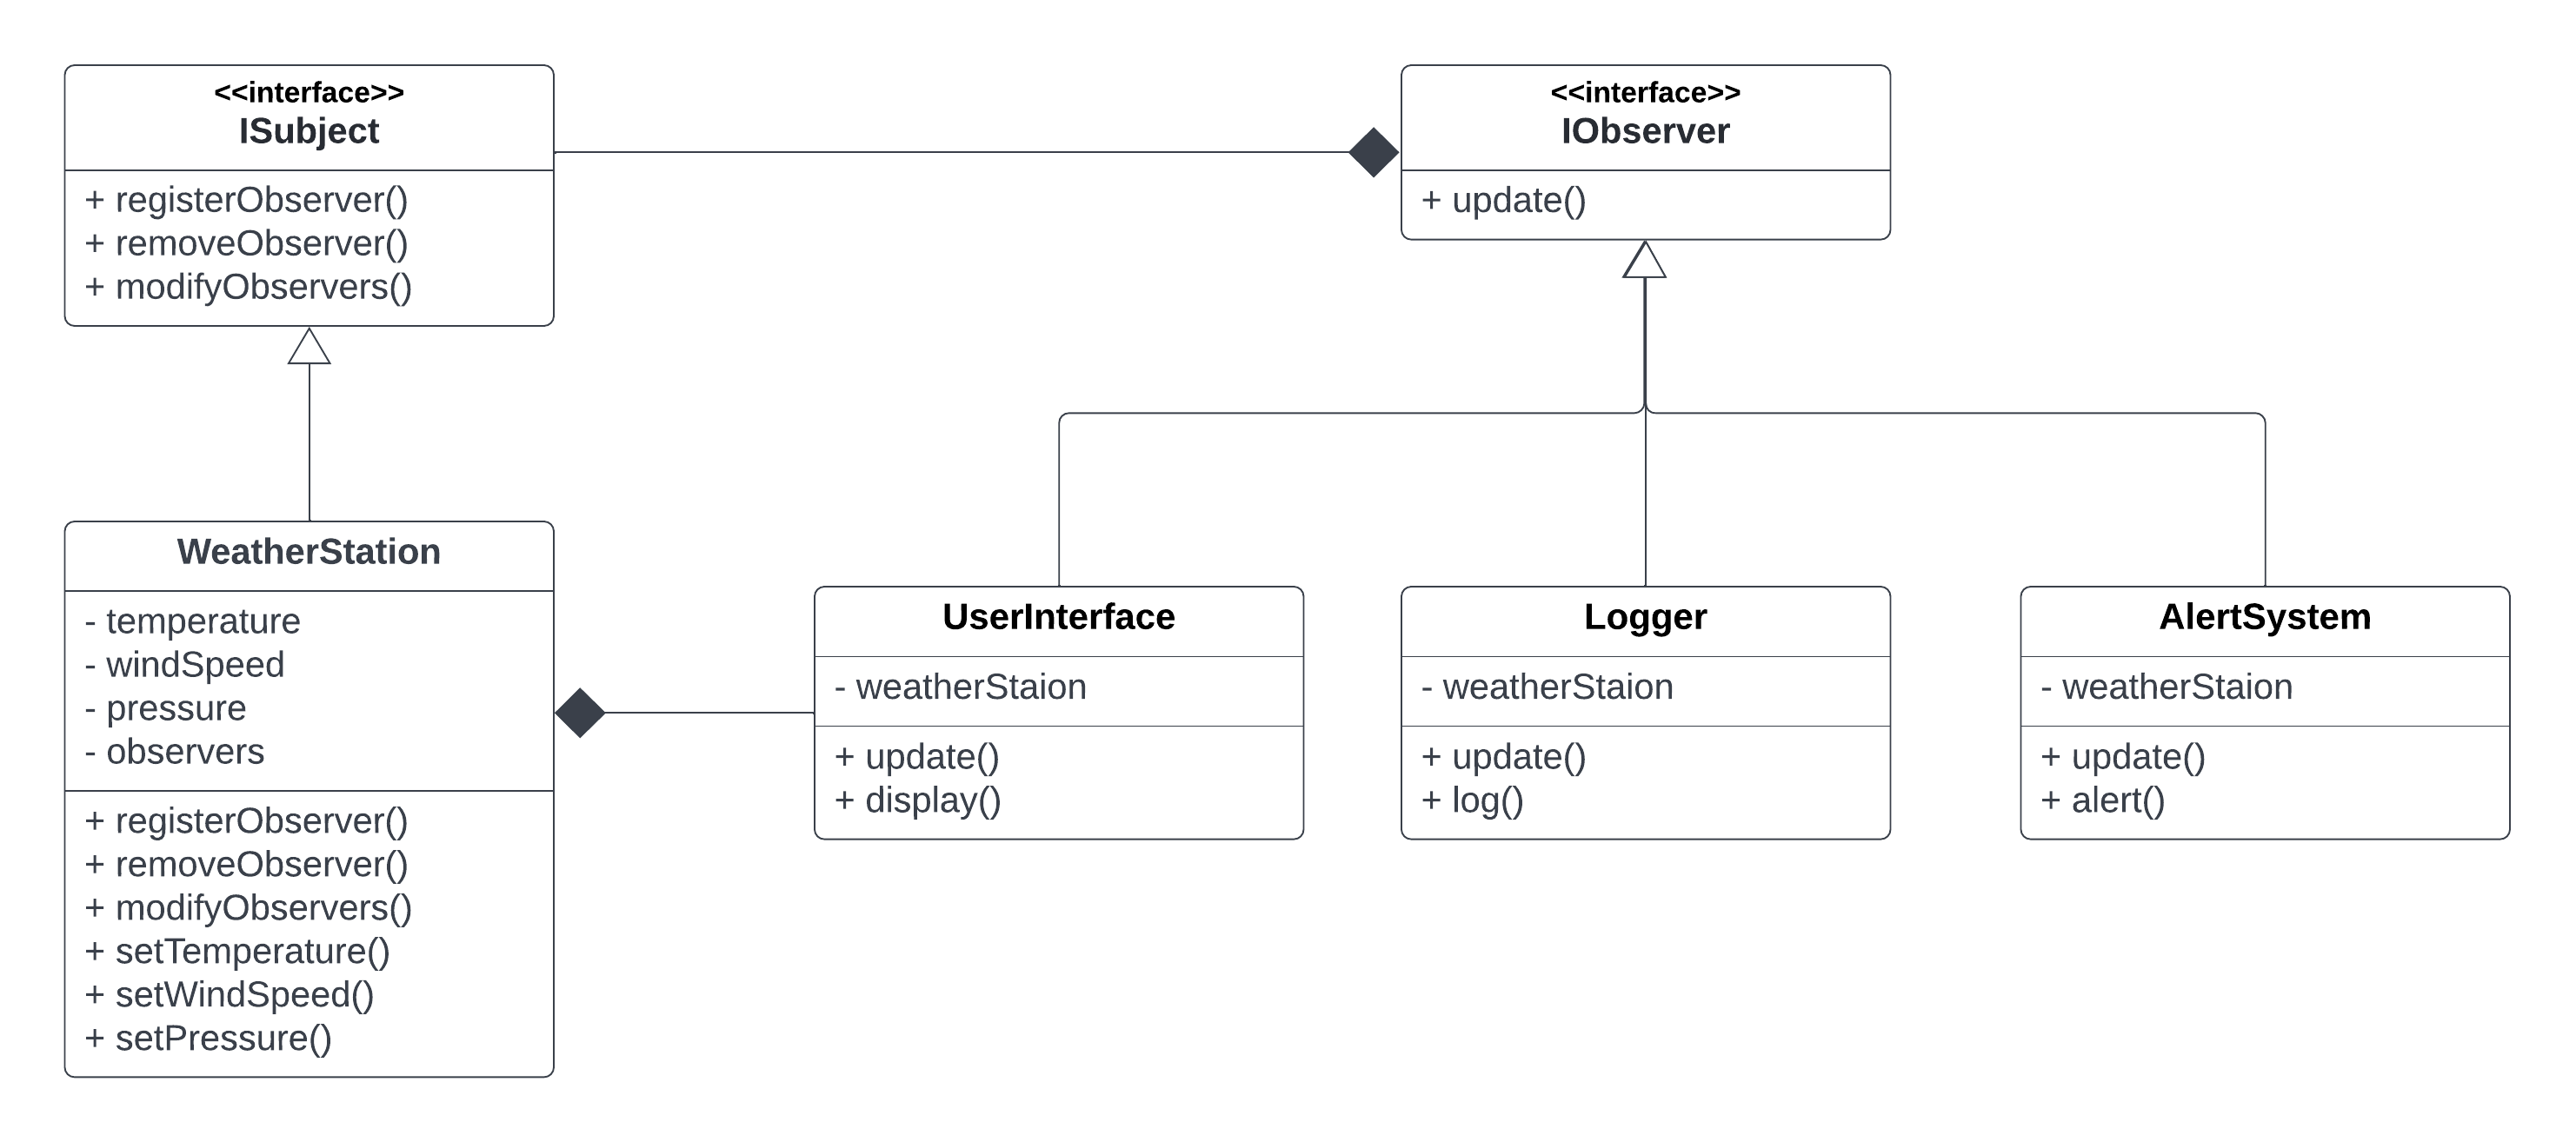 <<interface>>
ISubject
+ registerObserver()
+ removeObserver()
+ modifyObservers()
<<interface>>
IObserver
+ update()
WeatherStation
- temperature
- windSpeed
- pressure
- observers
+ registerObserver()
+ removeObserver()
+ modifyObservers()
+ setTemperature()
+ setWindSpeed()
+ setPressure()
UserInterface
- weatherStaion
+ update()
+ display()
Logger
- weatherStaion
+ update()
+ log()
AlertSystem
- weatherStaion
+ update()
+ alert()